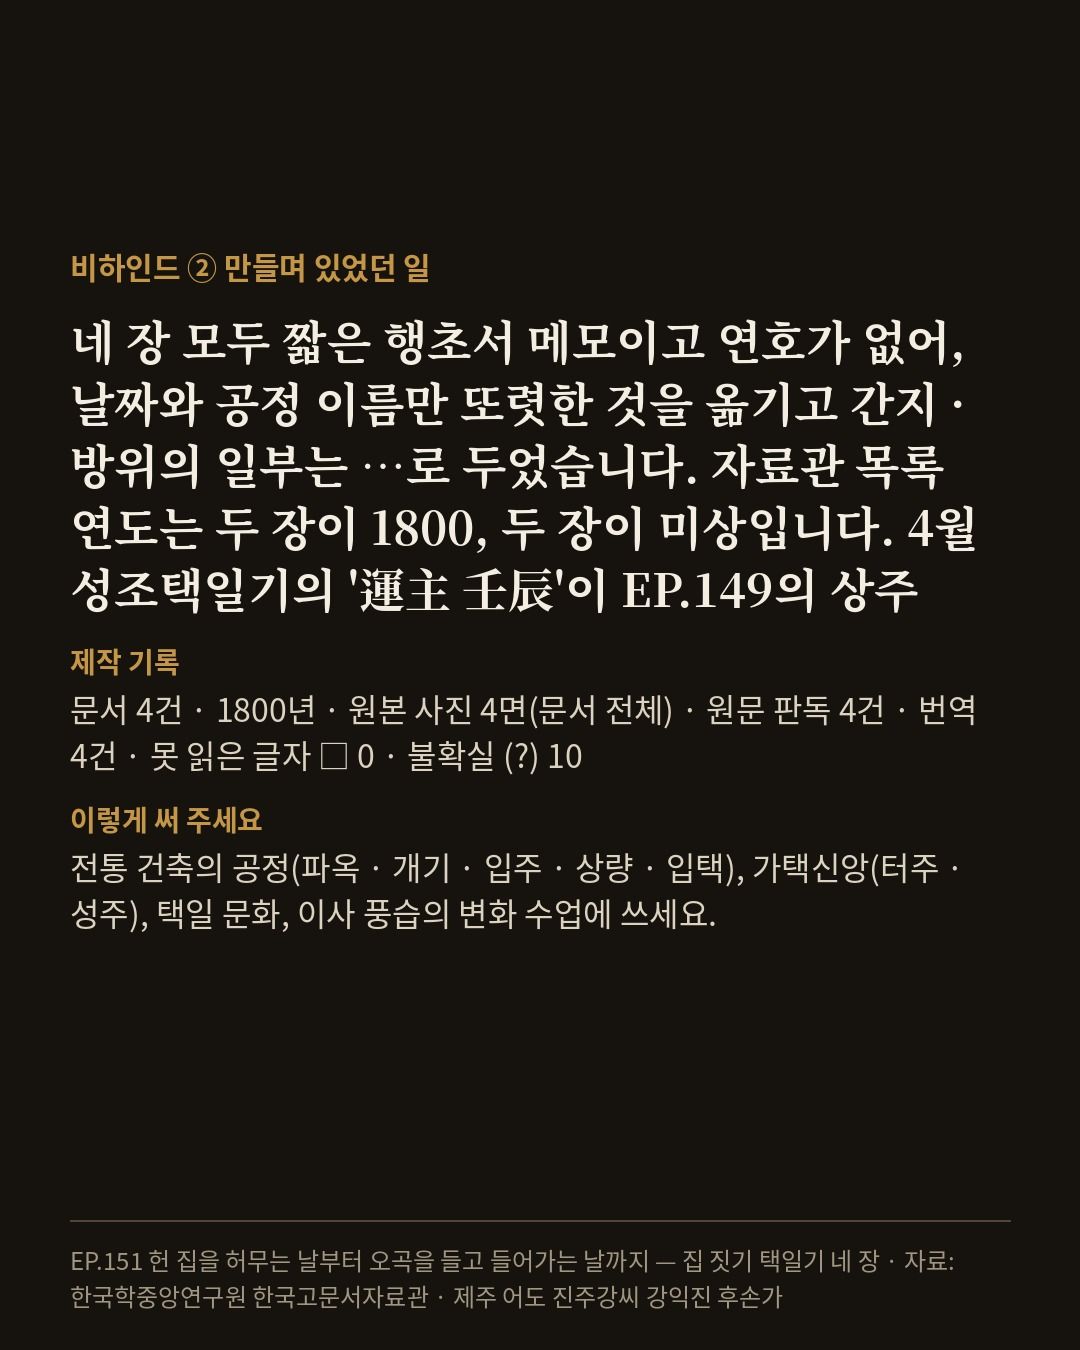 비하인드 ② 만들며 있었던 일
네 장 모두 짧은 행초서 메모이고 연호가 없어,
날짜와 공정 이름만 또렷한 것을 옮기고 간지 ·
방위의 일부는 …로 두었습니다. 자료관 목록
연도는 두 장이 1800, 두 장이 미상입니다. 4월
성조택일기의 '運主 壬辰'이 EP.149의 상주
제작 기록
문서 4건 · 1800년 · 원본 사진 4면(문서 전체) · 원문 판독 4건 · 번역
4건 · 못 읽은 글자 □ 0 · 불확실 (?) 10
이렇게 써 주세요
전통 건축의 공정(파옥 · 개기 · 입주 · 상량 · 입택), 가택신앙(터주 ·
성주), 택일 문화, 이사 풍습의 변화 수업에 쓰세요.
EP.151 헌 집을 허무는 날부터 오곡을 들고 들어가는 날까지 — 집 짓기 택일기 네 장 · 자료:
한국학중앙연구원 한국고문서자료관 · 제주 어도 진주강씨 강익진 후손가